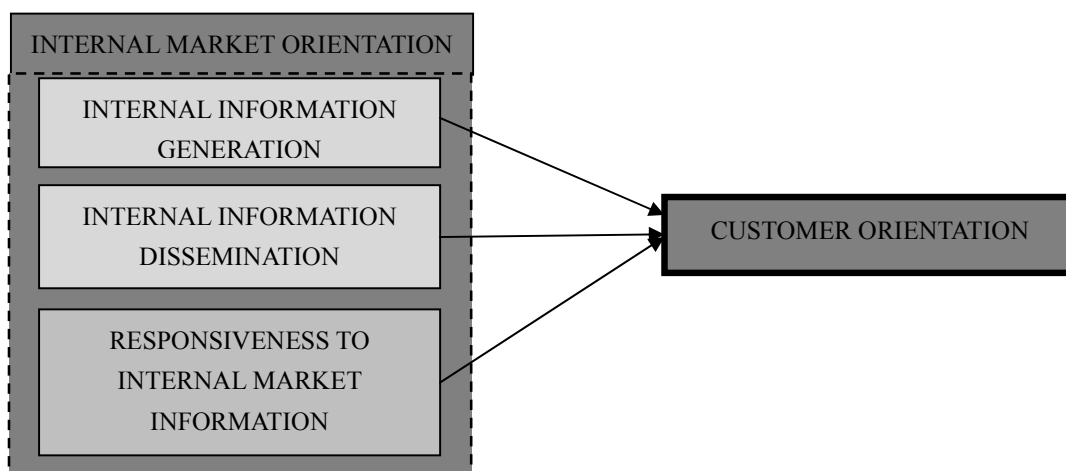 INTERNAL MARKET ORIENTATION
INTERNAL INFORMATION
GENERATION
INTERNAL INFORMATION
DISSEMINATION
RESPONSIVENESS TO
INTERNAL MARKET
INFORMATION
CUSTOMER ORIENTATION